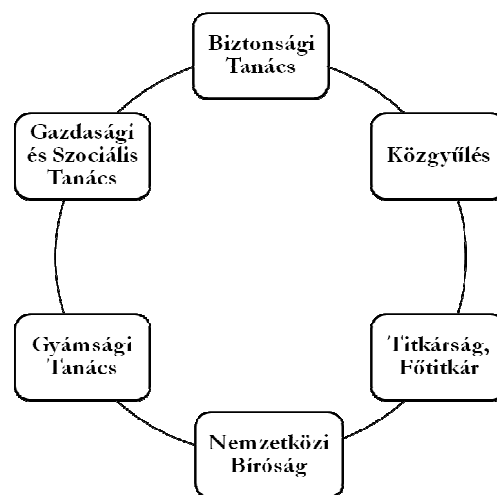 Biztonsági
Tanács
Közgyűlés
Titkárság,
Főtitkár
Nemzetközi
Bíróság
Gyámsági
Tanács
Gazdasági
és Szociális
Tanács